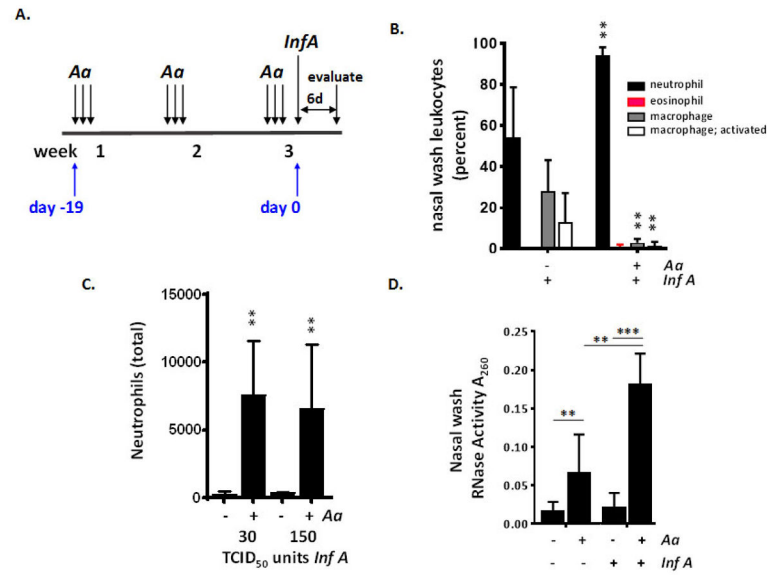 A.
InfA
Aa Aa Aa evaluate
6d
week 1 2 3
day -19 day 0
B.
nasal wash leukocytes
(percent)
100
80
60
40
20
0
**
** **
neutrophil
eosinophil
macrophage
macrophage; activated
- + Aa
+ + Inf A
C.
Neutrophils (total)
15000
10000
5000
0
** **
- + - + Aa
30 150
TCID50 units Inf A
D.
Nasal wash
RNase Activity A260
0.25
0.20
0.15
0.10
0.05
0.00
** *** 
**
- + - + Aa
- - + + Inf A